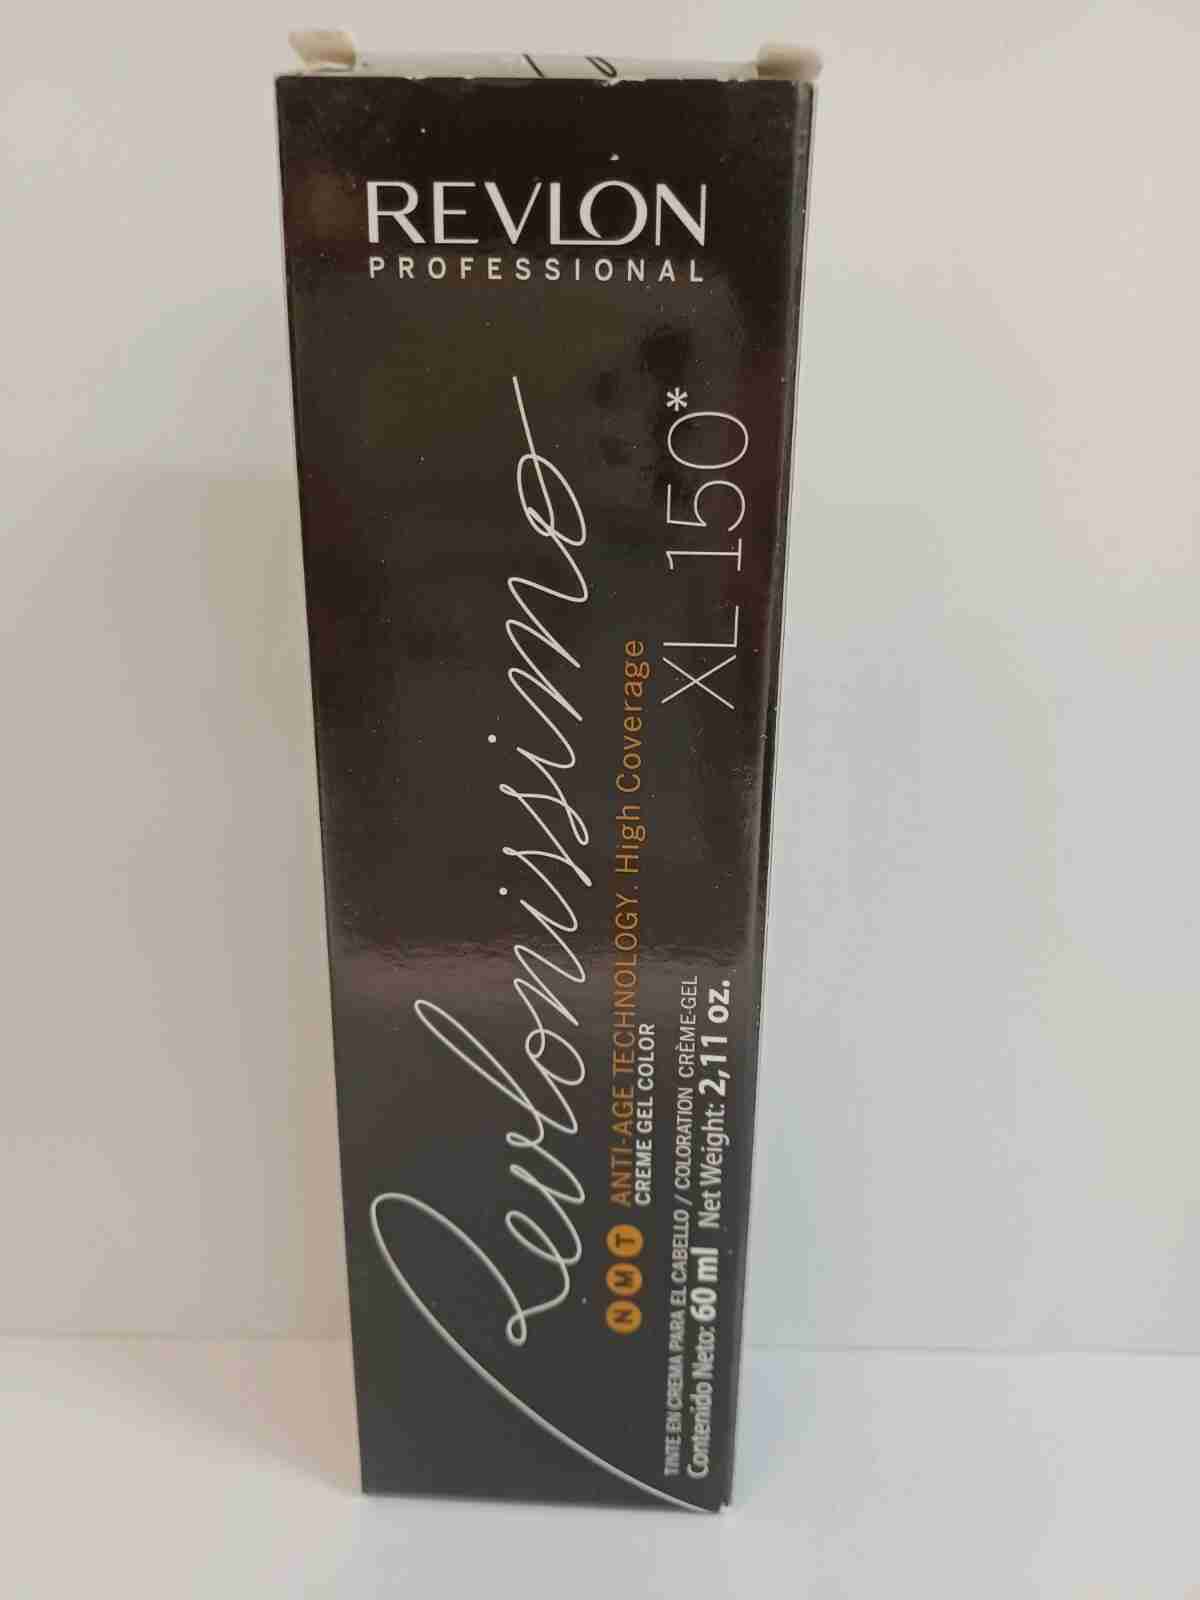 REVLON
PROFESSIONAL
Revlonissimo
NMT ANTI-AGE TECHNOLOGY. High Coverage
CREME GEL COLOR
XL 150*
TINTE EN CREMA PARA EL CABELLO / COLORATION CRÈME-GEL
Contenido Neto: 60 ml Net Weight: 2,11 oz.